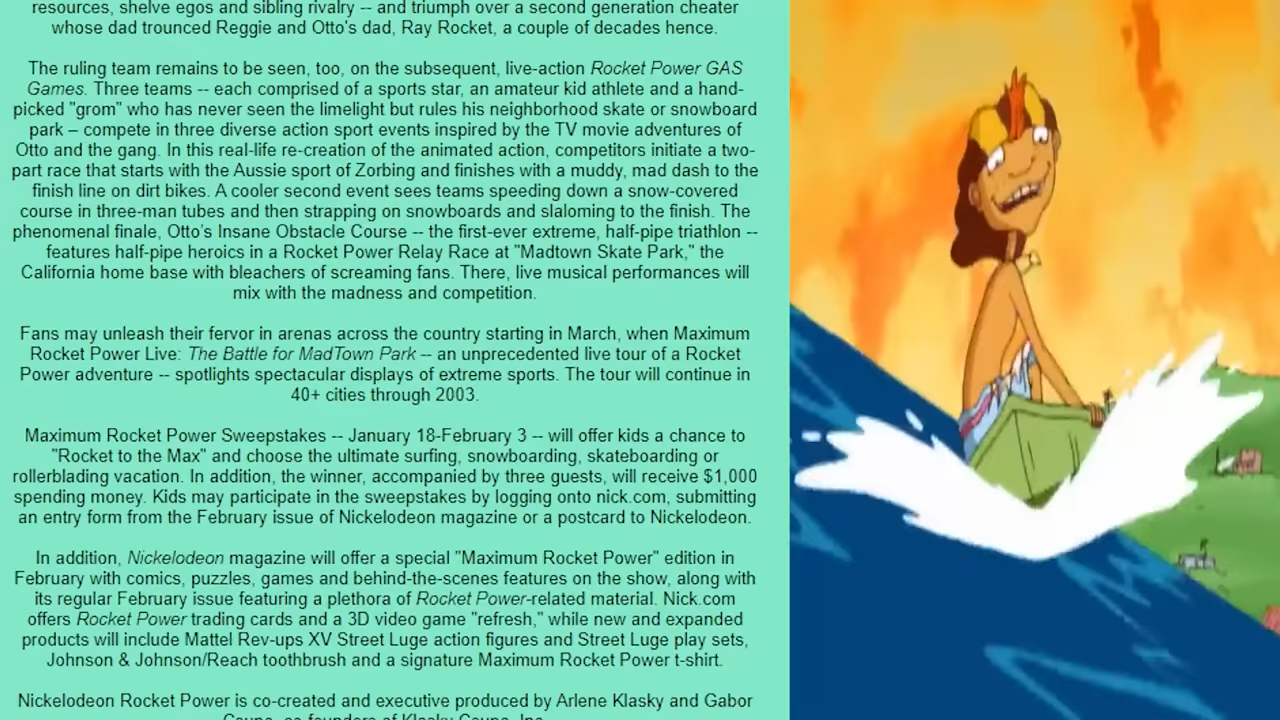 resources, shelve egos and sibling rivalry -- and triumph over a second generation cheater
whose dad trounced Reggie and Otto's dad, Ray Rocket, a couple of decades hence.
The ruling team remains to be seen, too, on the subsequent, live-action Rocket Power GAS
Games. Three teams -- each comprised of a sports star, an amateur kid athlete and a hand-
picked "grom" who has never seen the limelight but rules his neighborhood skate or snowboard
park – compete in three diverse action sport events inspired by the TV movie adventures of
Otto and the gang. In this real-life re-creation of the animated action, competitors initiate a two-
part race that starts with the Aussie sport of Zorbing and finishes with a muddy, mad dash to the
finish line on dirt bikes. A cooler second event sees teams speeding down a snow-covered
course in three-man tubes and then strapping on snowboards and slaloming to the finish. The
phenomenal finale, Otto's Insane Obstacle Course -- the first-ever extreme, half-pipe triathlon --
features half-pipe heroics in a Rocket Power Relay Race at "Madtown Skate Park," the
California home base with bleachers of screaming fans. There, live musical performances will
mix with the madness and competition.
Fans may unleash their fervor in arenas across the country starting in March, when Maximum
Rocket Power Live: The Battle for MadTown Park -- an unprecedented live tour of a Rocket
Power adventure -- spotlights spectacular displays of extreme sports. The tour will continue in
40+ cities through 2003.
Maximum Rocket Power Sweepstakes -- January 18-February 3 -- will offer kids a chance to
"Rocket to the Max" and choose the ultimate surfing, snowboarding, skateboarding or
rollerblading vacation. In addition, the winner, accompanied by three guests, will receive $1,000
spending money. Kids may participate in the sweepstakes by logging onto nick.com, submitting
an entry form from the February issue of Nickelodeon magazine or a postcard to Nickelodeon.
In addition, Nickelodeon magazine will offer a special "Maximum Rocket Power" edition in
February with comics, puzzles, games and behind-the-scenes features on the show, along with
its regular February issue featuring a plethora of Rocket Power-related material. Nick.com
offers Rocket Power trading cards and a 3D video game "refresh," while new and expanded
products will include Mattel Rev-ups XV Street Luge action figures and Street Luge play sets,
Johnson & Johnson/Reach toothbrush and a signature Maximum Rocket Power t-shirt.
Nickelodeon Rocket Power is co-created and executive produced by Arlene Klasky and Gabor
Csupo, co-founders of Klasky Csupo, Inc.